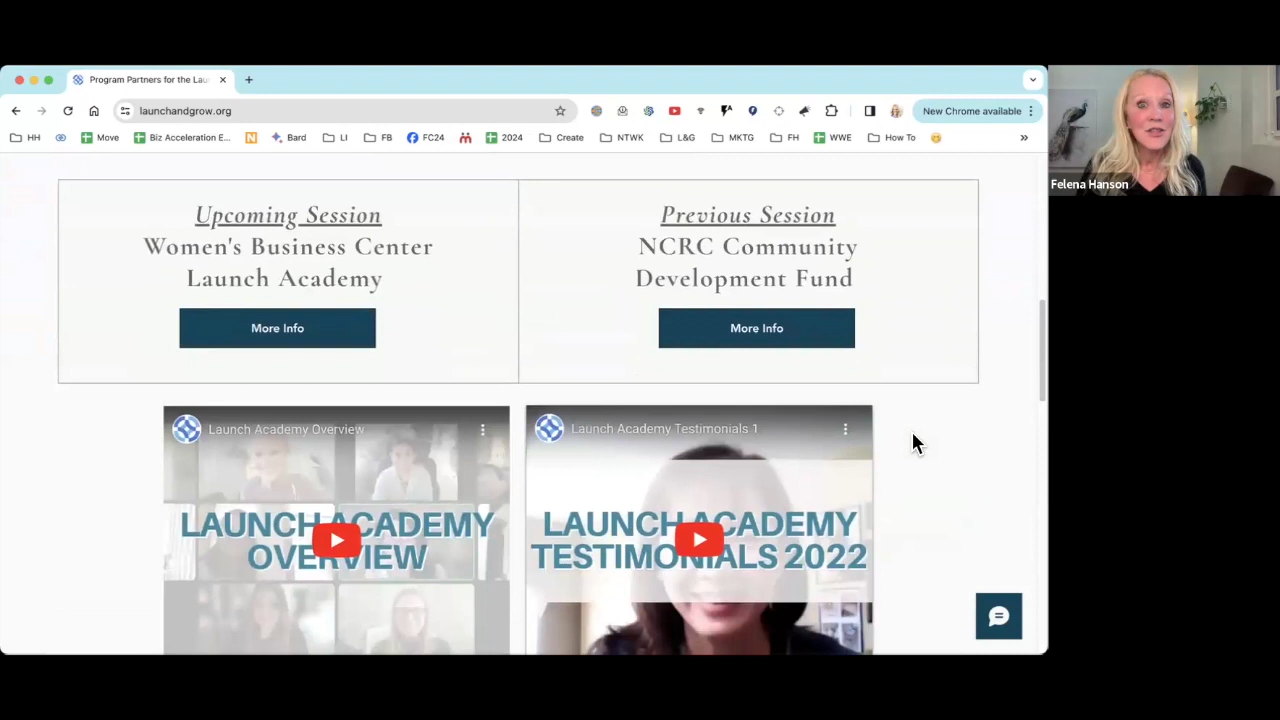 Program Partners for the Lau
launchandgrow.org
New Chrome available
HH
Move
Biz Acceleration E...
Bard
LI
FB
FC24
2024
Create
NTWK
L&G
MKTG
FH
WWE
How To
»
Felena Hanson
Upcoming Session
Women's Business Center
Launch Academy
More Info
Previous Session
NCRC Community
Development Fund
More Info
Launch Academy Overview
LAUNCH ACADEMY
OVERVIEW
Launch Academy Testimonials 1
LAUNCH ACADEMY
TESTIMONIALS 2022